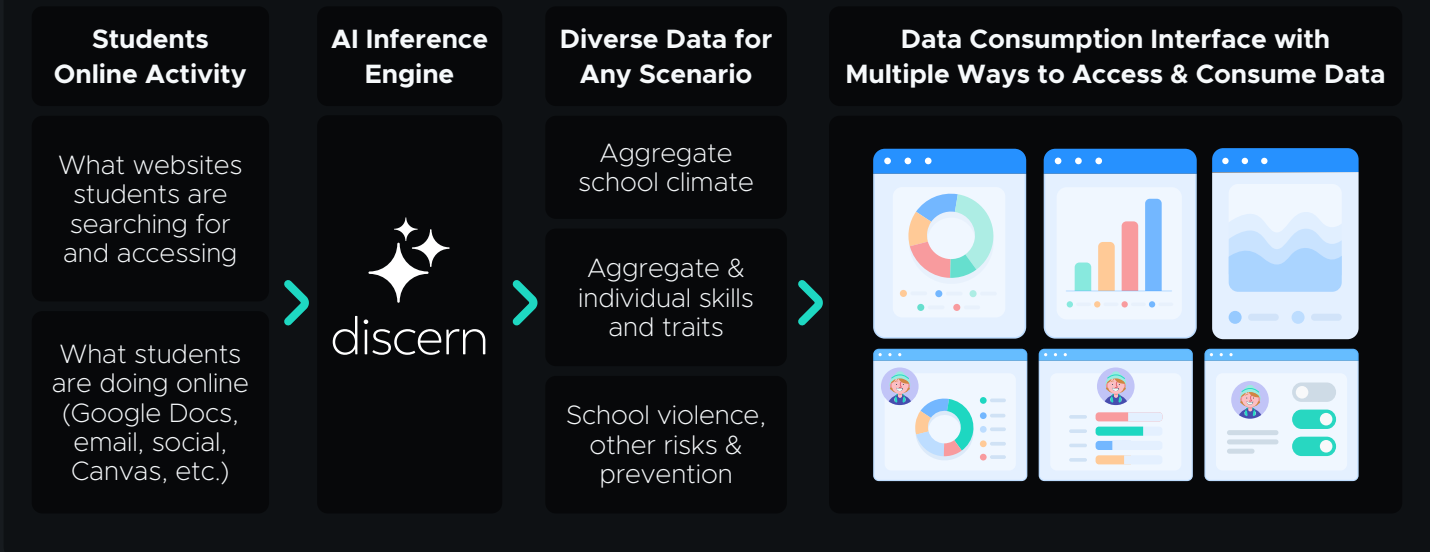 Students
Online Activity
What websites
students are
searching for
and accessing
What students
are doing online
(Google Docs,
email, social,
Canvas, etc.)
AI Inference
Engine
discern
Diverse Data for
Any Scenario
Aggregate
school climate
Aggregate &
individual skills
and traits
School violence,
other risks &
prevention
Data Consumption Interface with
Multiple Ways to Access & Consume Data